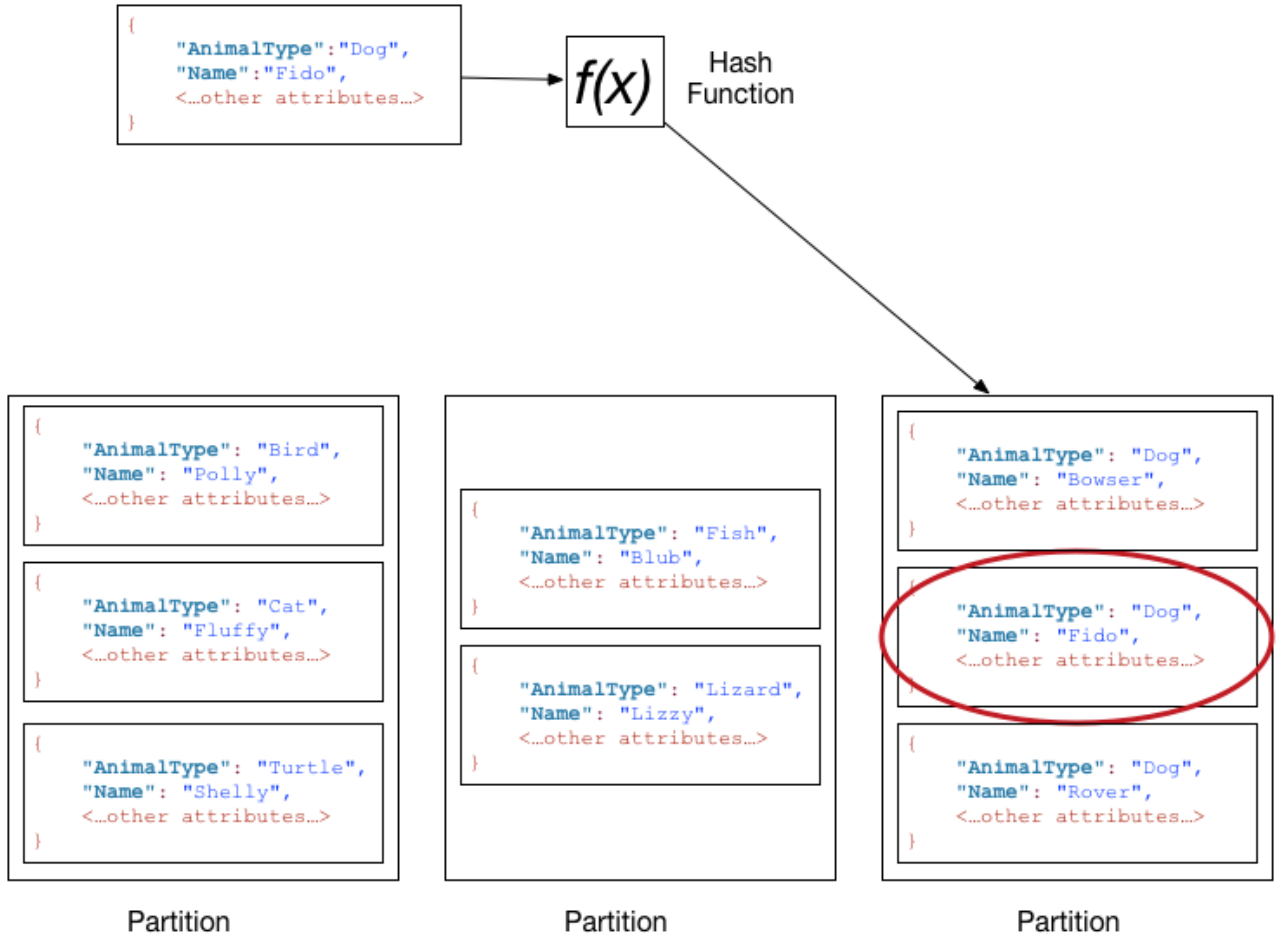 {
"AnimalType":"Dog",
"Name":"Fido",
<…other attributes…>
}
f(x)
Hash
Function
{
"AnimalType": "Bird",
"Name": "Polly",
<…other attributes…>
}
{
"AnimalType": "Cat",
"Name": "Fluffy",
<…other attributes…>
}
{
"AnimalType": "Turtle",
"Name": "Shelly",
<…other attributes…>
}
Partition
{
"AnimalType": "Fish",
"Name": "Blub",
<…other attributes…>
}
{
"AnimalType": "Lizard",
"Name": "Lizzy",
<…other attributes…>
}
Partition
{
"AnimalType": "Dog",
"Name": "Bowser",
<…other attributes…>
}
{
"AnimalType": "Dog",
"Name": "Fido",
<…other attributes…>
}
{
"AnimalType": "Dog",
"Name": "Rover",
<…other attributes…>
}
Partition